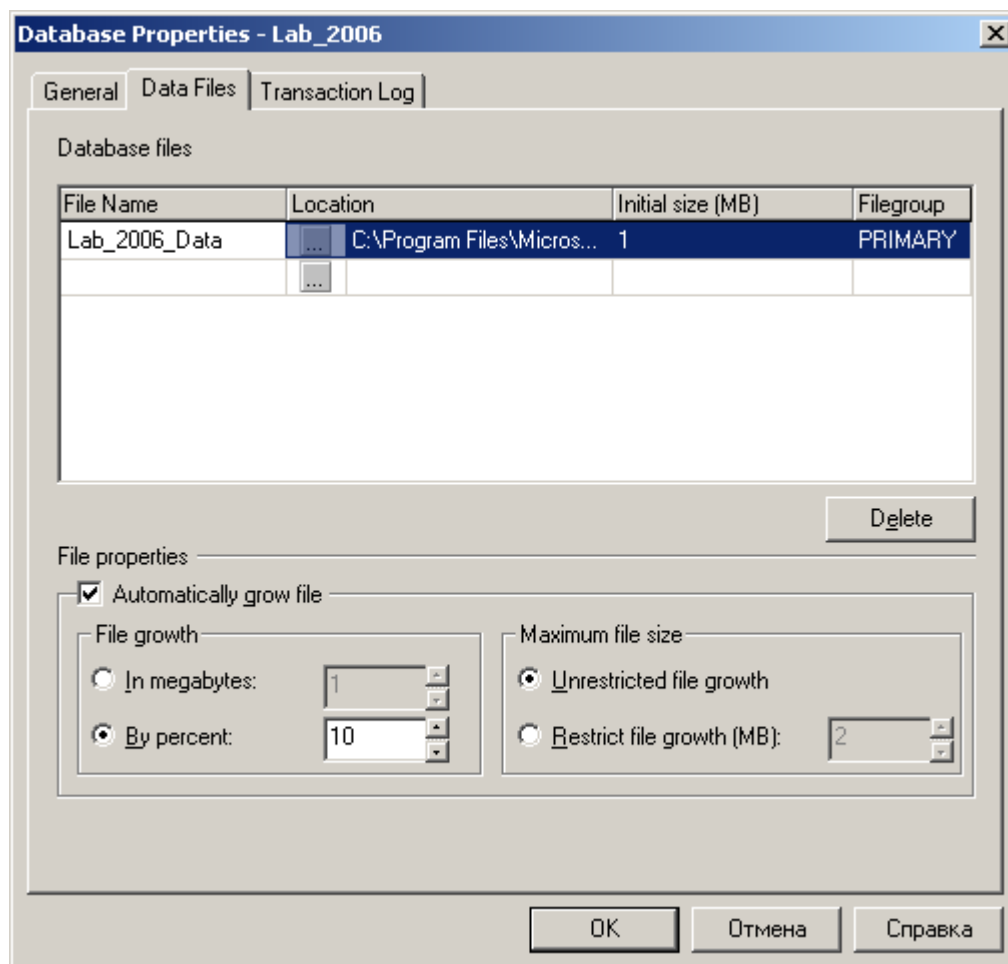 Database Properties - Lab_2006
General Data Files Transaction Log
Database files
File Name Location Initial size (MB) Filegroup
Lab_2006_Data ... C:\Program Files\Micros... 1 PRIMARY
...
Delete
File properties
Automatically grow file
File growth Maximum file size
In megabytes: 1 Unrestricted file growth
By percent: 10 Restrict file growth (MB): 2
OK Отмена Справка